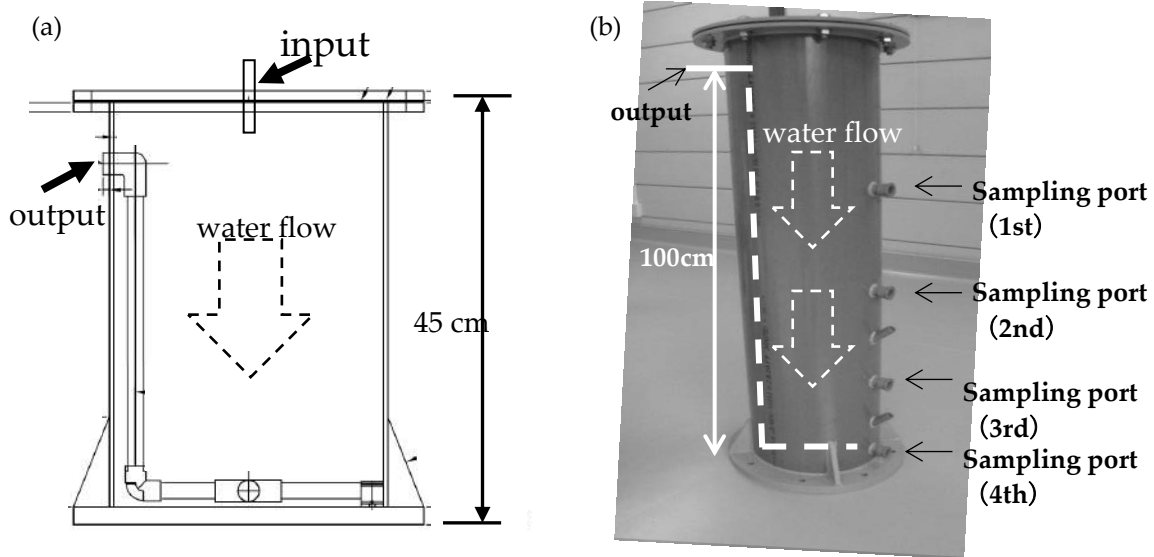 (a)
input
output
water flow
45 cm
(b)
output
water flow
100cm
Sampling port
(1st)
Sampling port
(2nd)
Sampling port
(3rd)
Sampling port
(4th)